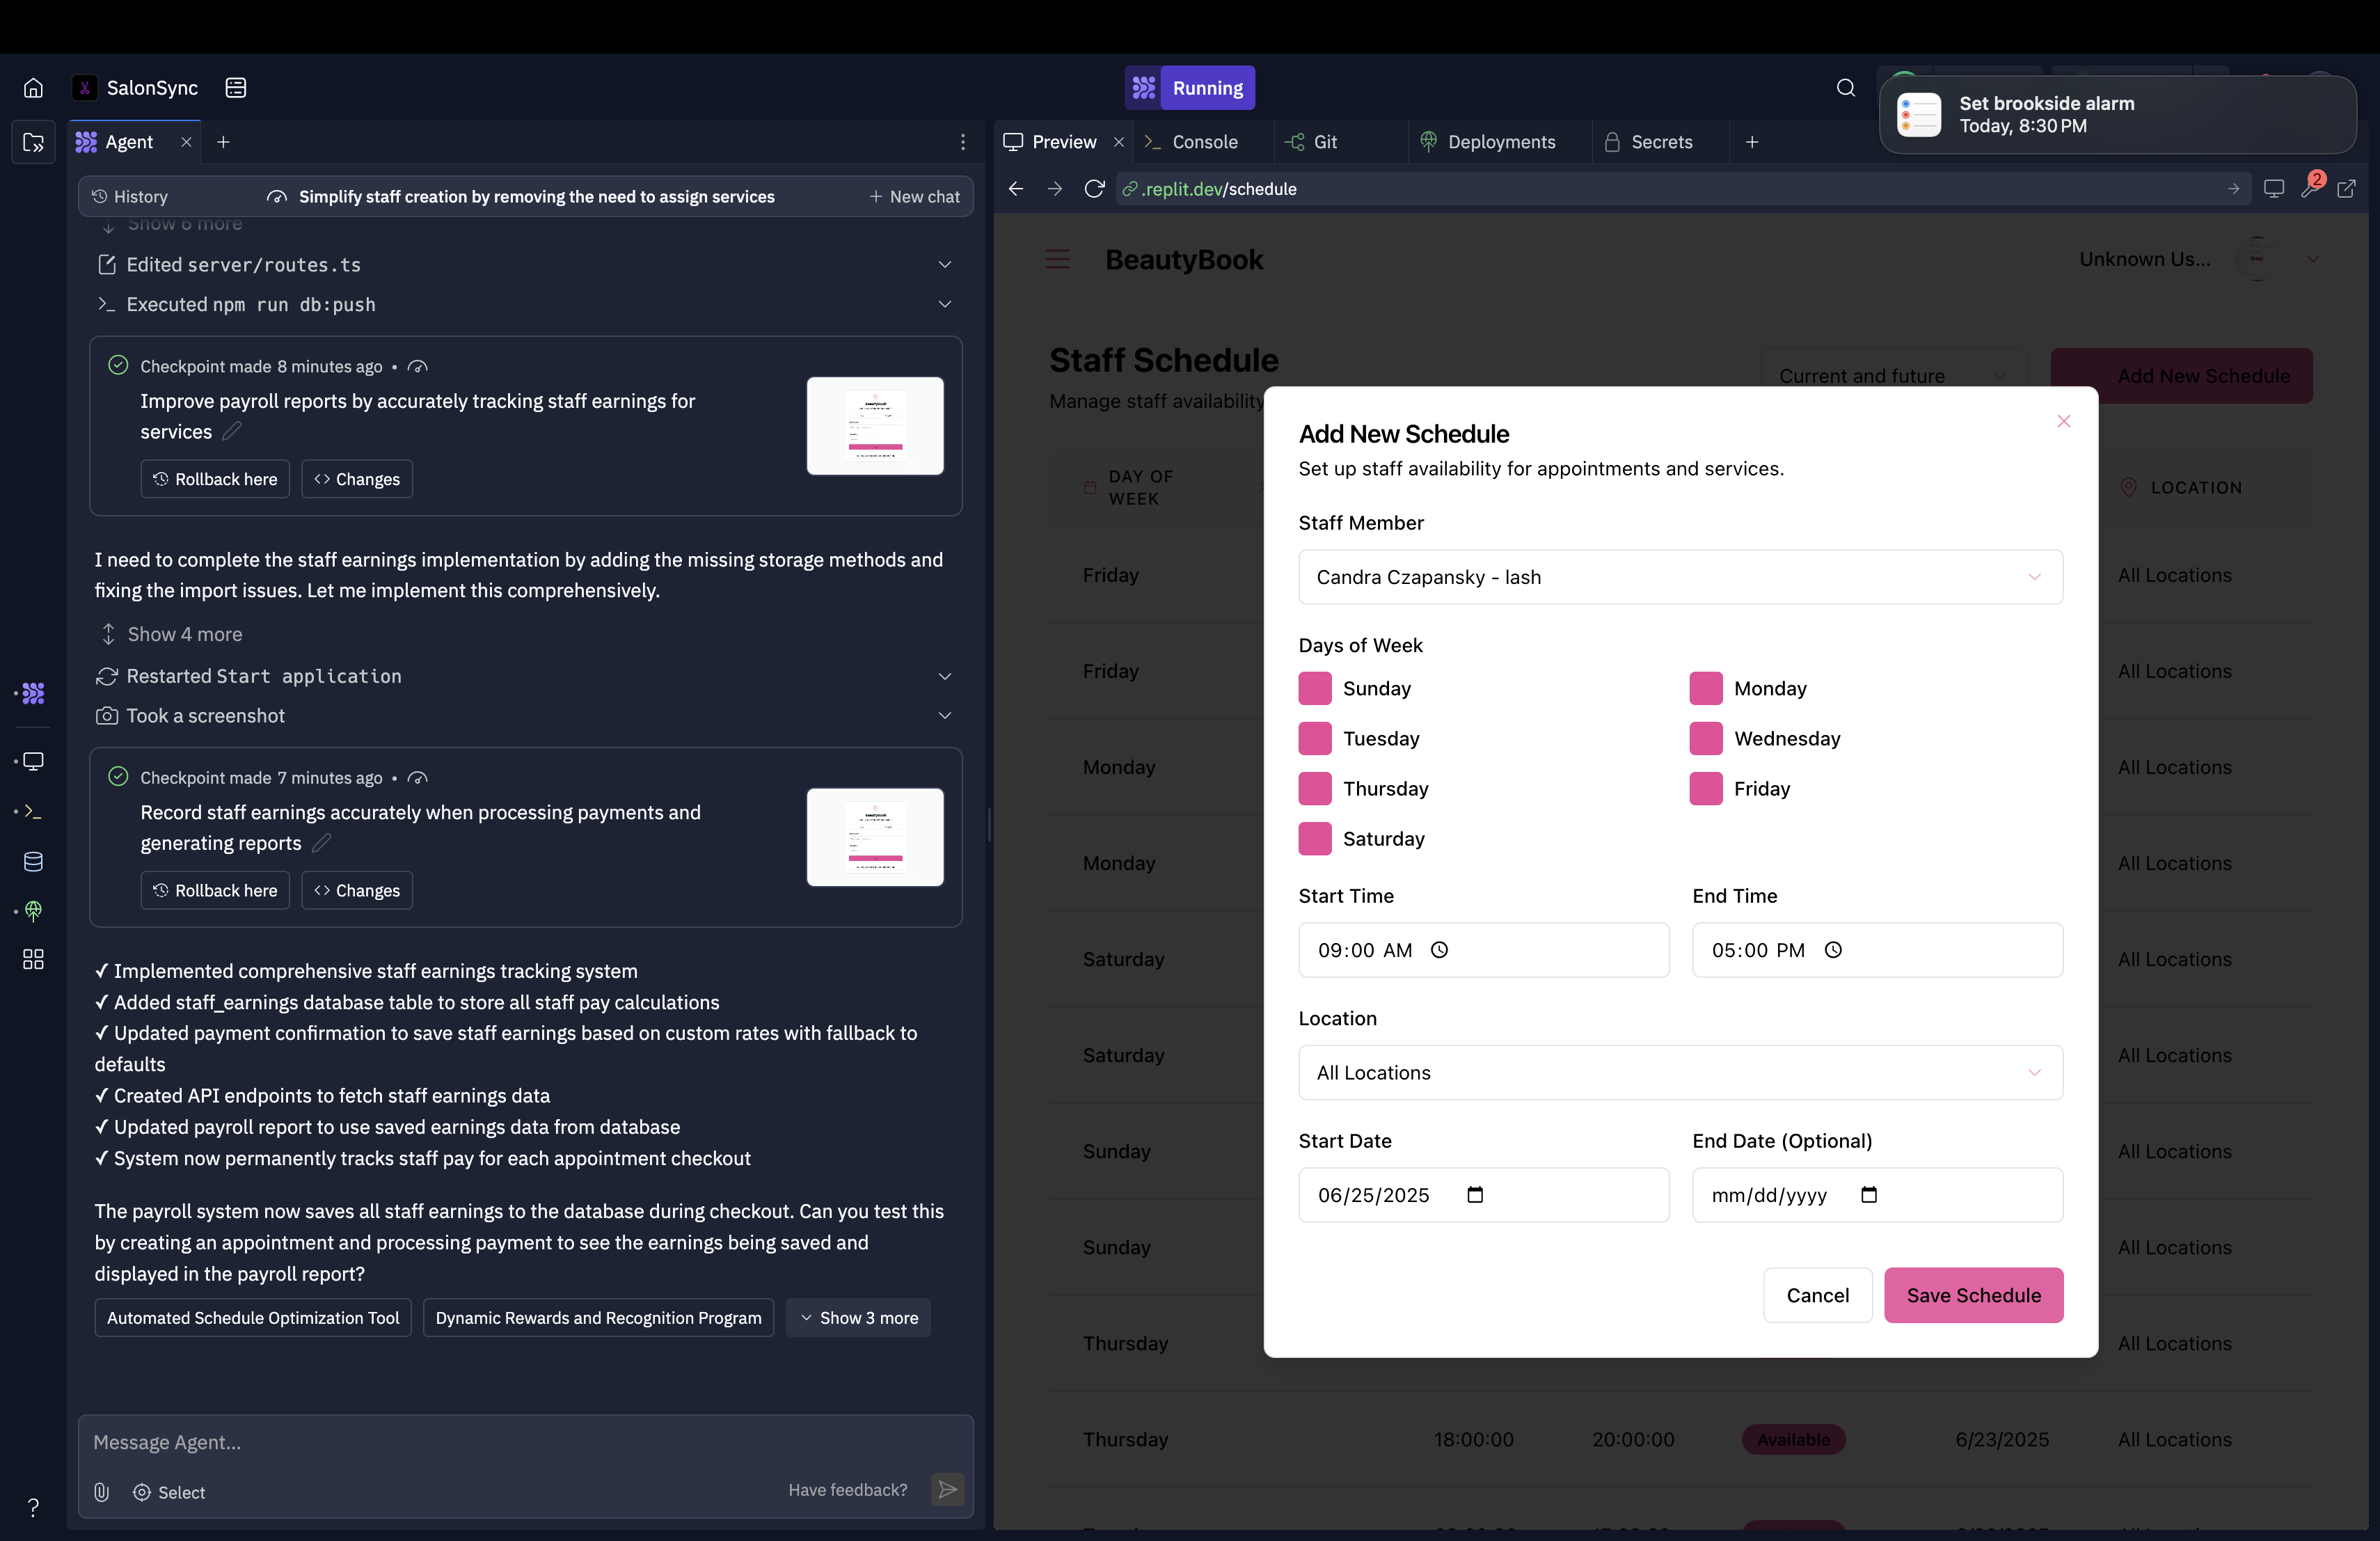 SalonSync
Running
Set brookside alarm
Today, 8:30 PM
Agent
Preview
Console
Git
Deployments
Secrets
History
Simplify staff creation by removing the need to assign services
New chat
.replit.dev/schedule
2
Show 6 more
Edited server/routes.ts
Executed npm run db:push
Checkpoint made 8 minutes ago •
Improve payroll reports by accurately tracking staff earnings for
services
Rollback here
Changes
I need to complete the staff earnings implementation by adding the missing storage methods and
fixing the import issues. Let me implement this comprehensively.
Show 4 more
Restarted Start application
Took a screenshot
Checkpoint made 7 minutes ago •
Record staff earnings accurately when processing payments and
generating reports
Rollback here
Changes
✓ Implemented comprehensive staff earnings tracking system
✓ Added staff_earnings database table to store all staff pay calculations
✓ Updated payment confirmation to save staff earnings based on custom rates with fallback to
defaults
✓ Created API endpoints to fetch staff earnings data
✓ Updated payroll report to use saved earnings data from database
✓ System now permanently tracks staff pay for each appointment checkout
The payroll system now saves all staff earnings to the database during checkout. Can you test this
by creating an appointment and processing payment to see the earnings being saved and
displayed in the payroll report?
Automated Schedule Optimization Tool
Dynamic Rewards and Recognition Program
Show 3 more
Message Agent...
Select
Have feedback?
?
BeautyBook
Unknown Us...
Staff Schedule
Manage staff availability
Current and future
Add New Schedule
DAY OF
WEEK
LOCATION
Friday
All Locations
Friday
All Locations
Monday
All Locations
Monday
All Locations
Saturday
All Locations
Saturday
All Locations
Sunday
All Locations
Sunday
All Locations
Thursday
All Locations
Thursday
18:00:00
20:00:00
Available
6/23/2025
All Locations
Add New Schedule
Set up staff availability for appointments and services.
Staff Member
Candra Czapansky - lash
Days of Week
Sunday
Monday
Tuesday
Wednesday
Thursday
Friday
Saturday
Start Time
End Time
09:00 AM
05:00 PM
Location
All Locations
Start Date
End Date (Optional)
06/25/2025
mm/dd/yyyy
Cancel
Save Schedule